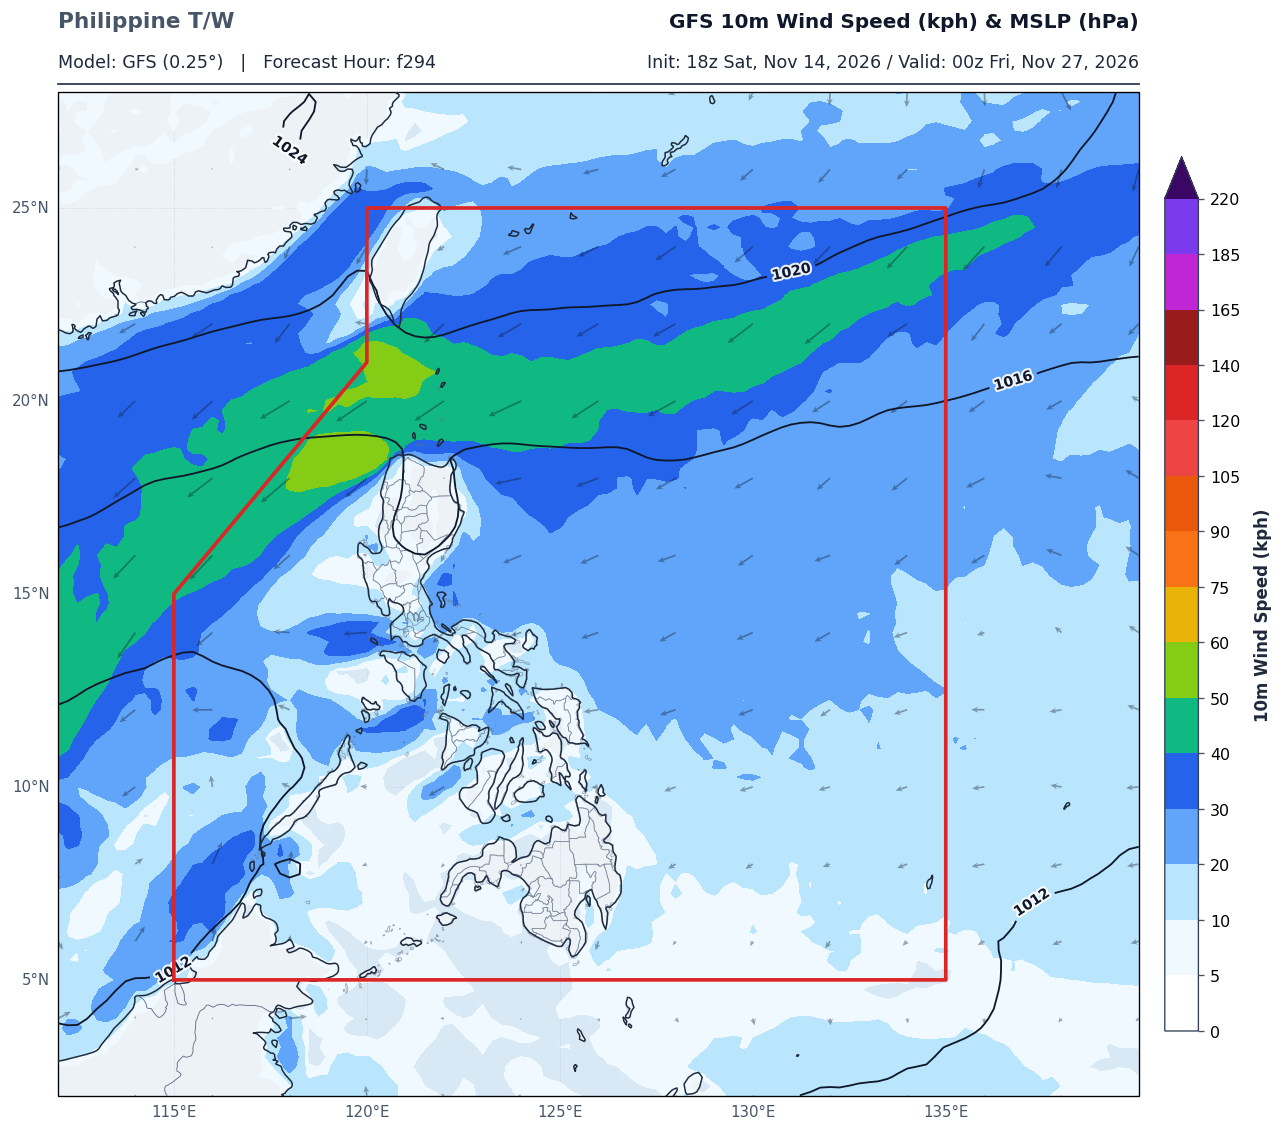 Philippine T/W
GFS 10m Wind Speed (kph) & MSLP (hPa)
Model: GFS (0.25°) | Forecast Hour: f294
Init: 18z Sat, Nov 14, 2026 / Valid: 00z Fri, Nov 27, 2026
1024
1020
1016
1012
1012
25°N
20°N
15°N
10°N
5°N
115°E
120°E
125°E
130°E
135°E
220
185
165
140
120
105
90
75
60
50
40
30
20
10
5
0
10m Wind Speed (kph)